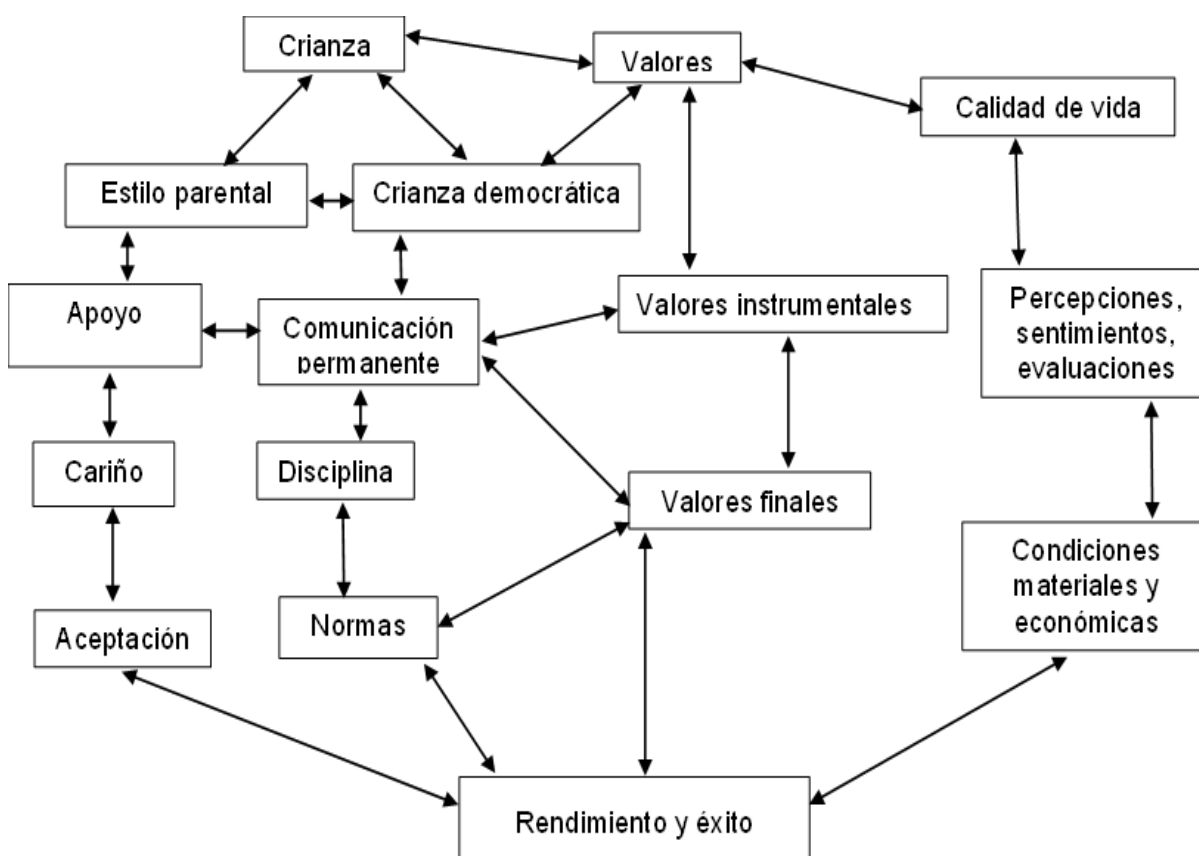 Crianza
Valores
Calidad de vida
Estilo parental
Crianza democrática
Apoyo
Comunicación
permanente
Valores instrumentales
Percepciones,
sentimientos,
evaluaciones
Cariño
Disciplina
Valores finales
Condiciones
materiales y
económicas
Aceptación
Normas
Rendimiento y éxito